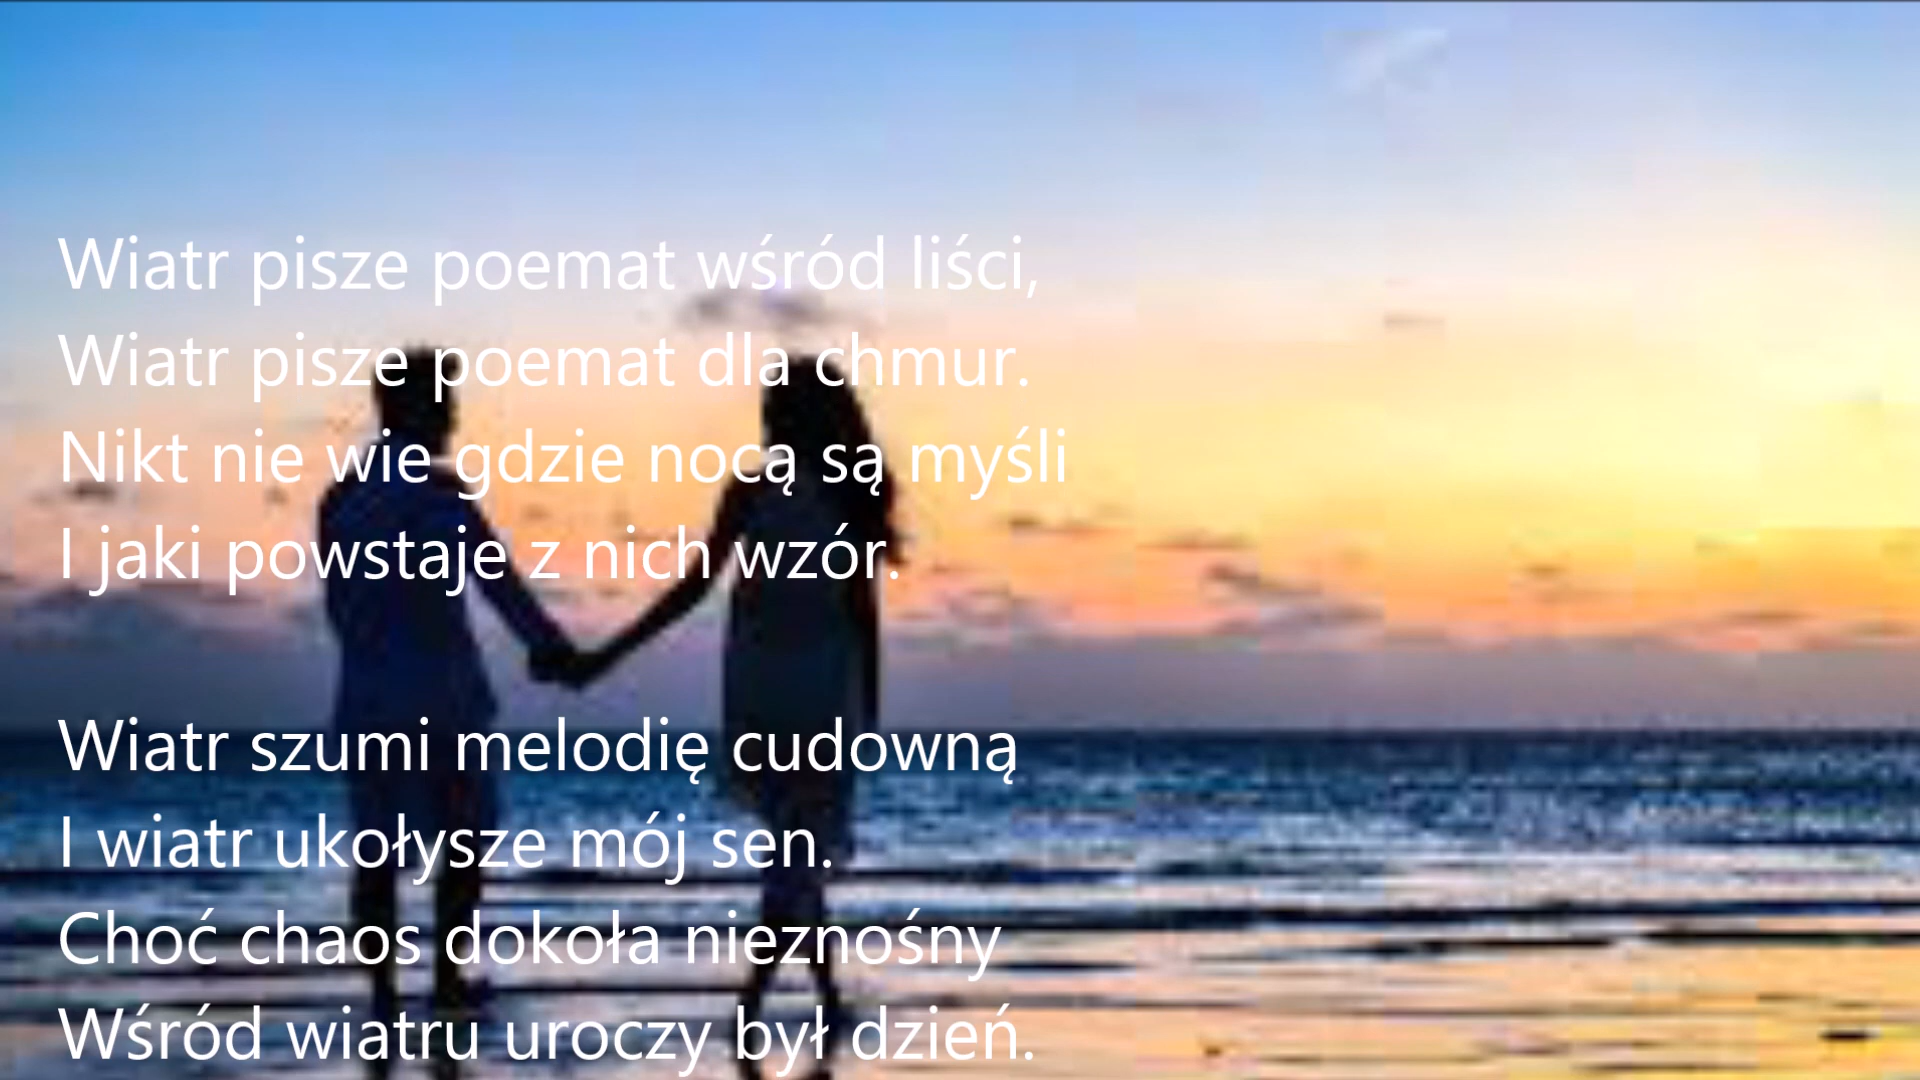 Wiatr pisze poemat wśród liści,
Wiatr pisze poemat dla chmur.
Nikt nie wie gdzie nocą są myśli
I jaki powstaje z nich wzór.
Wiatr szumi melodię cudowną
I wiatr ukołysze mój sen.
Choć chaos dokoła nieznośny
Wśród wiatru uroczy był dzień.